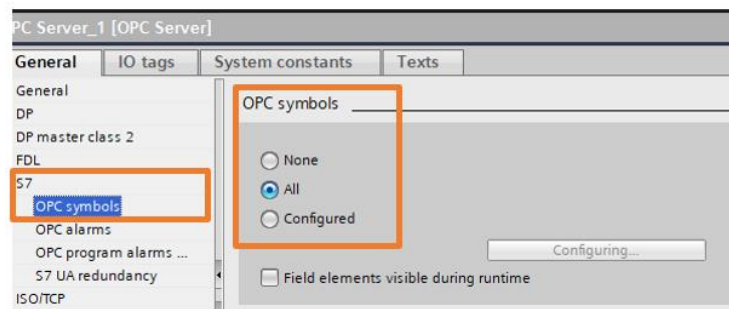 PC Server_1 [OPC Server]
General IO tags System constants Texts
General
DP
DP master class 2
FDL
S7
OPC symbols
OPC alarms
OPC program alarms ...
S7 UA redundancy
ISO/TCP
OPC symbols
None
All
Configured
Configuring...
Field elements visible during runtime